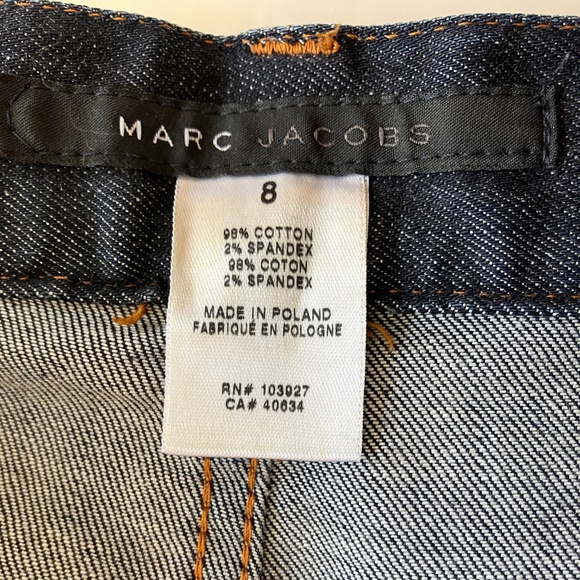 MARC JACOBS
8
98% COTTON
2% SPANDEX
98% COTON
2% SPANDEX
MADE IN POLAND
FABRIQUÉ EN POLOGNE
RN# 103927
CA# 40634